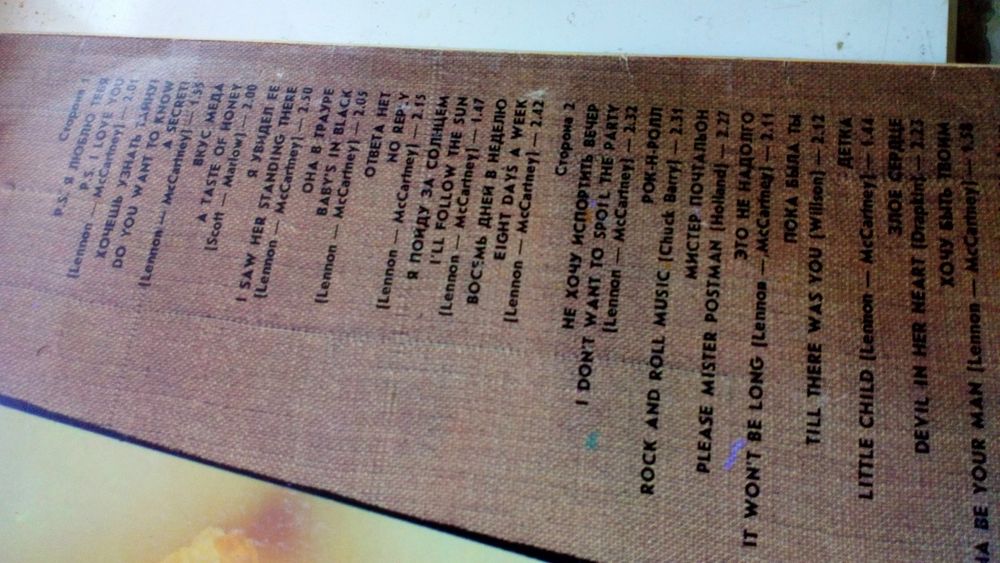 Сторона 1
P.S. Я ЛЮБЛЮ ТЕБЯ
P. S. I LOVE YOU
[Lennon — McCartney] — 2.01
ХОЧЕШЬ УЗНАТЬ ТАЙНУ!
DO YOU WANT TO KNOW
A SECRET!
[Lennon — McCartney] — 1.55
ВКУС МЕДА
A TASTE OF HONEY
[Scott — Marlow] — 2.00
Я УВИДЕЛ ЕЕ
I SAW HER STANDING THERE
[Lennon — McCartney] — 2.50
ОНА В ТРАУРЕ
BABY'S IN BLACK
[Lennon — McCartney] — 2.05
ОТВЕТА НЕТ
NO REPLY
[Lennon — McCartney] — 2.15
Я ПОЙДУ ЗА СОЛНЦЕМ
I'LL FOLLOW THE SUN
[Lennon — McCartney] — 1.47
ВОСЕМЬ ДНЕЙ В НЕДЕЛЮ
EIGHT DAYS A WEEK
[Lennon — McCartney] — 2.42
Сторона 2
НЕ ХОЧУ ИСПОРТИТЬ ВЕЧЕР
I DON'T WANT TO SPOIL THE PARTY
[Lennon — McCartney] — 2.32
РОК-Н-РОЛЛ
ROCK AND ROLL MUSIC [Chuck Berry] — 2.31
МИСТЕР ПОЧТАЛЬОН
PLEASE MISTER POSTMAN [Holland] — 2.27
ЭТО НЕ НАДОЛГО
IT WON'T BE LONG [Lennon — McCartney] — 2.11
ПОКА БЫЛА ТЫ
TILL THERE WAS YOU [Willson] — 2.12
ДЕТКА
LITTLE CHILD [Lennon — McCartney] — 1.44
ЗЛОЕ СЕРДЦЕ
DEVIL IN HER HEART [Drapkin] — 2.23
ХОЧУ БЫТЬ ТВОИМ
BE YOUR MAN [Lennon — McCartney] — 1.58